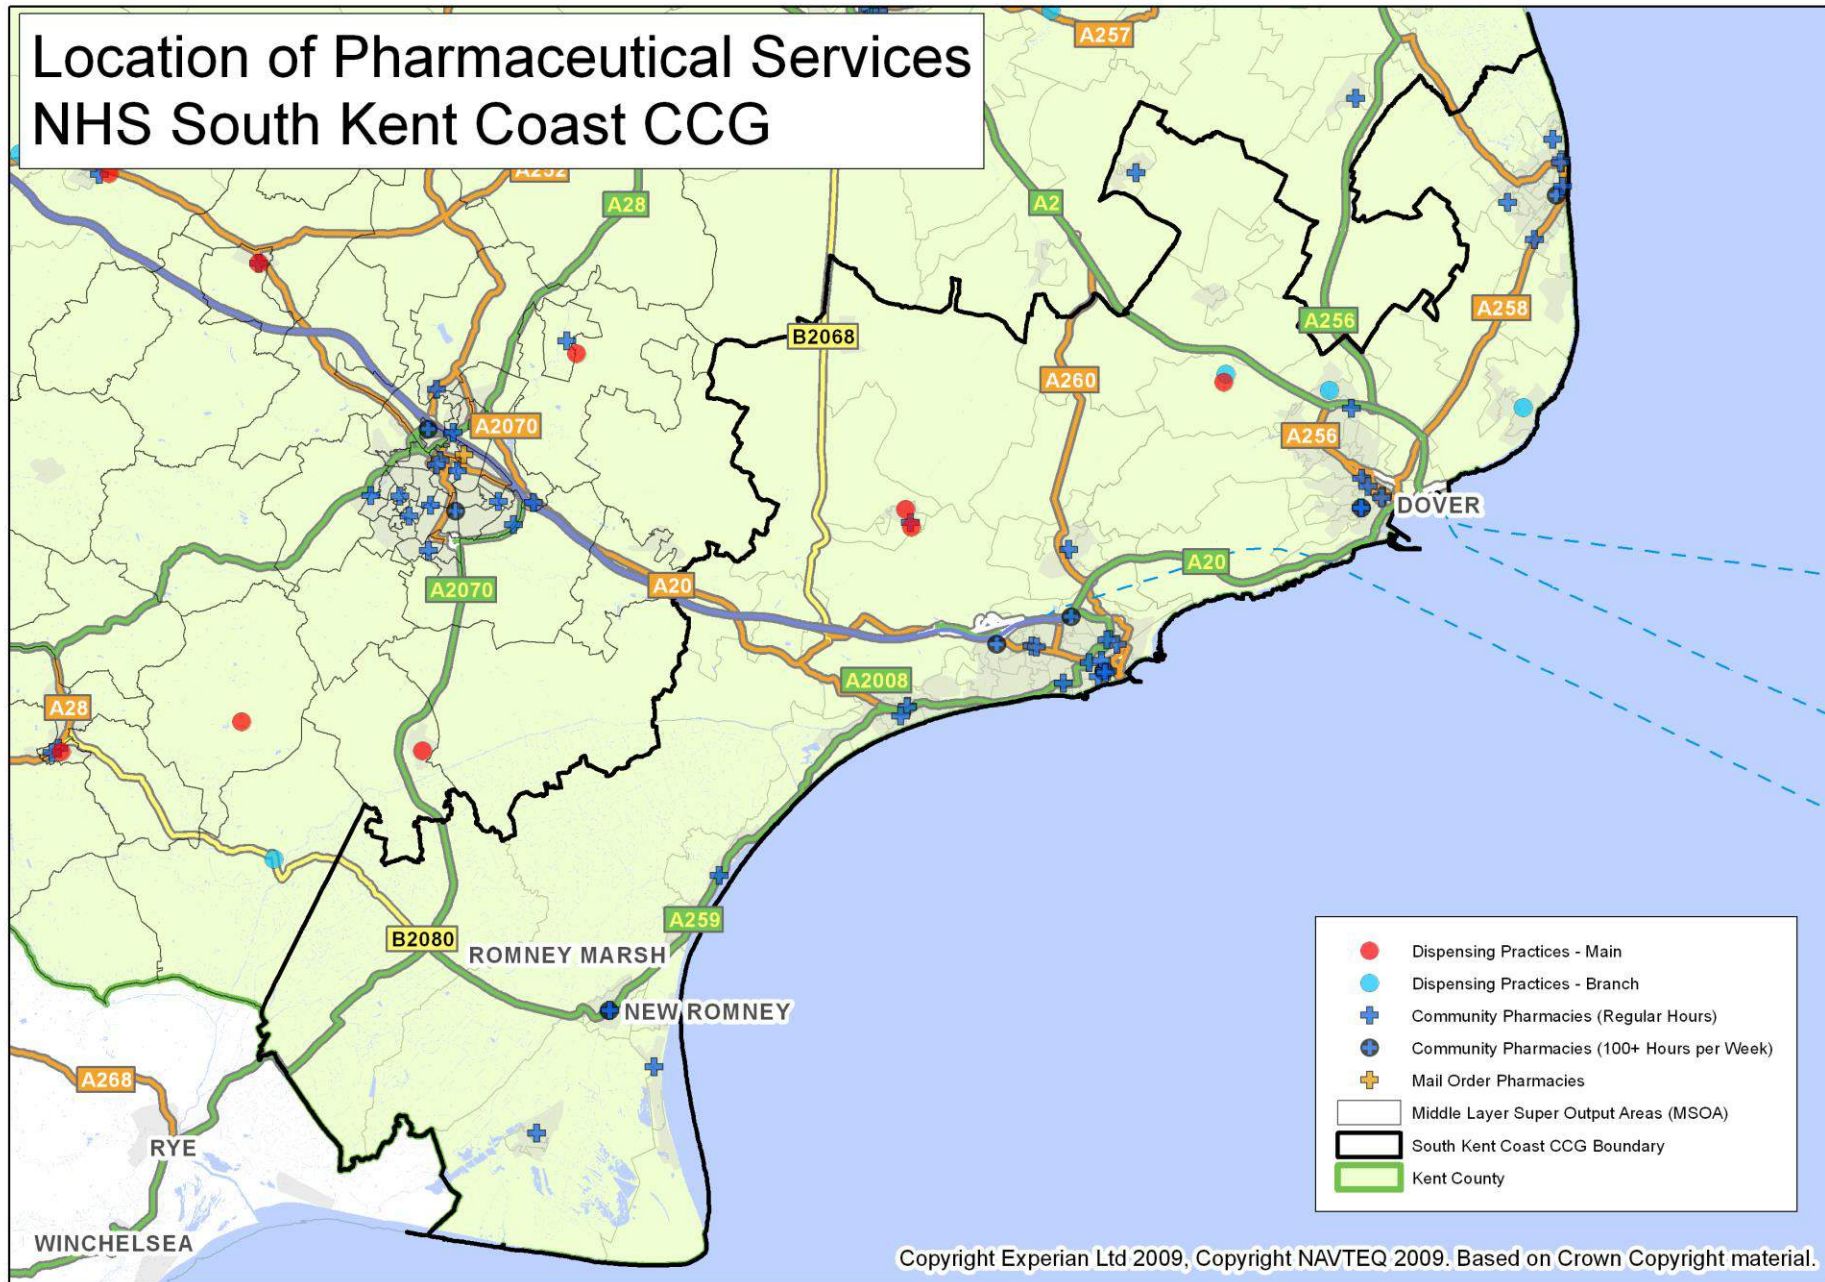 Location of Pharmaceutical Services
NHS South Kent Coast CCG
A257
A252
A28
A2
B2068
A256
A258
A260
A2070
A256
DOVER
A2070
A20
A20
A28
A2008
B2080
A259
ROMNEY MARSH
NEW ROMNEY
A268
RYE
WINCHELSEA
Dispensing Practices - Main
Dispensing Practices - Branch
Community Pharmacies (Regular Hours)
Community Pharmacies (100+ Hours per Week)
Mail Order Pharmacies
Middle Layer Super Output Areas (MSOA)
South Kent Coast CCG Boundary
Kent County
Copyright Experian Ltd 2009, Copyright NAVTEQ 2009. Based on Crown Copyright material.